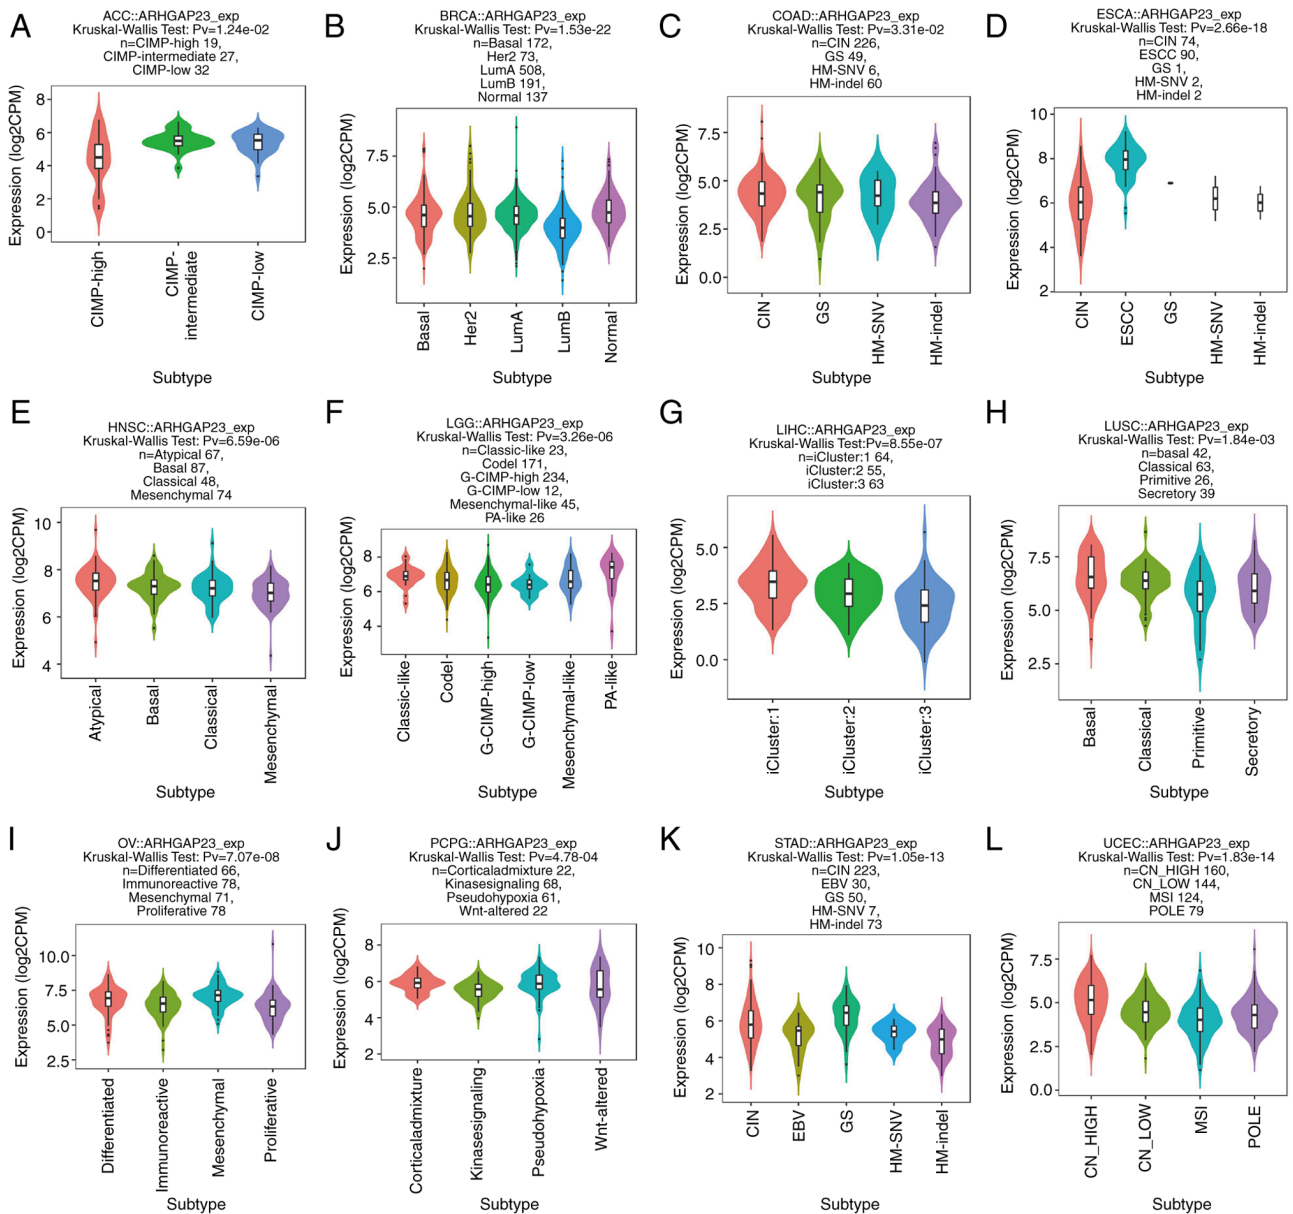 A
ACC::ARHGAP23_exp
Kruskal-Wallis Test: Pv=1.24e-02
n=CIMP-high 19,
CIMP-intermediate 27,
CIMP-low 32
Expression (log2CPM)
8
6
4
2
0
CIMP-high
CIMP-
intermediate
CIMP-low
Subtype
B
BRCA::ARHGAP23_exp
Kruskal-Wallis Test: Pv=1.53e-22
n=Basal 172,
Her2 73,
LumA 508,
LumB 191,
Normal 137
Expression (log2CPM)
7.5
5.0
2.5
Basal
Her2
LumA
LumB
Normal
Subtype
C
COAD::ARHGAP23_exp
Kruskal-Wallis Test: Pv=3.31e-02
n=CIN 226,
GS 49,
HM-SNV 6,
HM-indel 60
Expression (log2CPM)
7.5
5.0
2.5
0.0
CIN
GS
HM-SNV
HM-indel
Subtype
D
ESCA::ARHGAP23_exp
Kruskal-Wallis Test: Pv=2.66e-18
n=CIN 74,
ESCC 90,
GS 1,
HM-SNV 2,
HM-indel 2
Expression (log2CPM)
10
8
6
4
2
CIN
ESCC
GS
HM-SNV
HM-indel
Subtype
E
HNSC::ARHGAP23_exp
Kruskal-Wallis Test: Pv=6.59e-06
n=Atypical 67,
Basal 87,
Classical 48,
Mesenchymal 74
Expression (log2CPM)
10
8
6
4
Atypical
Basal
Classical
Mesenchymal
Subtype
F
LGG::ARHGAP23_exp
Kruskal-Wallis Test: Pv=3.26e-06
n=Classic-like 23,
Codel 171,
G-CIMP-high 234,
G-CIMP-low 12,
Mesenchymal-like 45,
PA-like 26
Expression (log2CPM)
8
6
4
Classic-like
Codel
G-CIMP-high
G-CIMP-low
Mesenchymal-like
PA-like
Subtype
G
LIHC::ARHGAP23_exp
Kruskal-Wallis Test:Pv=8.55e-07
n=iCluster:1 64,
iCluster:2 55,
iCluster:3 63
Expression (log2CPM)
5.0
2.5
0.0
iCluster:1
iCluster:2
iCluster:3
Subtype
H
LUSC::ARHGAP23_exp
Kruskal-Wallis Test: Pv=1.84e-03
n=basal 42,
Classical 63,
Primitive 26,
Secretory 39
Expression (log2CPM)
7.5
5.0
2.5
Basal
Classical
Primitive
Secretory
Subtype
I
OV::ARHGAP23_exp
Kruskal-Wallis Test: Pv=7.07e-08
n=Differentiated 66,
Immunoreactive 78,
Mesenchymal 71,
Proliferative 78
Expression (log2CPM)
10.0
7.5
5.0
2.5
Differentiated
Immunoreactive
Mesenchymal
Proliferative
Subtype
J
PCPG::ARHGAP23_exp
Kruskal-Wallis Test: Pv=4.78-04
n=Corticaladmixture 22,
Kinasesignaling 68,
Pseudohypoxia 61,
Wnt-altered 22
Expression (log2CPM)
8
6
4
2
Corticaladmixture
Kinasesignaling
Pseudohypoxia
Wnt-altered
Subtype
K
STAD::ARHGAP23_exp
Kruskal-Wallis Test: Pv=1.05e-13
n=CIN 223,
EBV 30,
GS 50,
HM-SNV 7,
HM-indel 73
Expression (log2CPM)
10
8
6
4
2
CIN
EBV
GS
HM-SNV
HM-indel
Subtype
L
UCEC::ARHGAP23_exp
Kruskal-Wallis Test: Pv=1.83e-14
n=CN_HIGH 160,
CN_LOW 144,
MSI 124,
POLE 79
Expression (log2CPM)
7.5
5.0
2.5
0.0
CN_HIGH
CN_LOW
MSI
POLE
Subtype